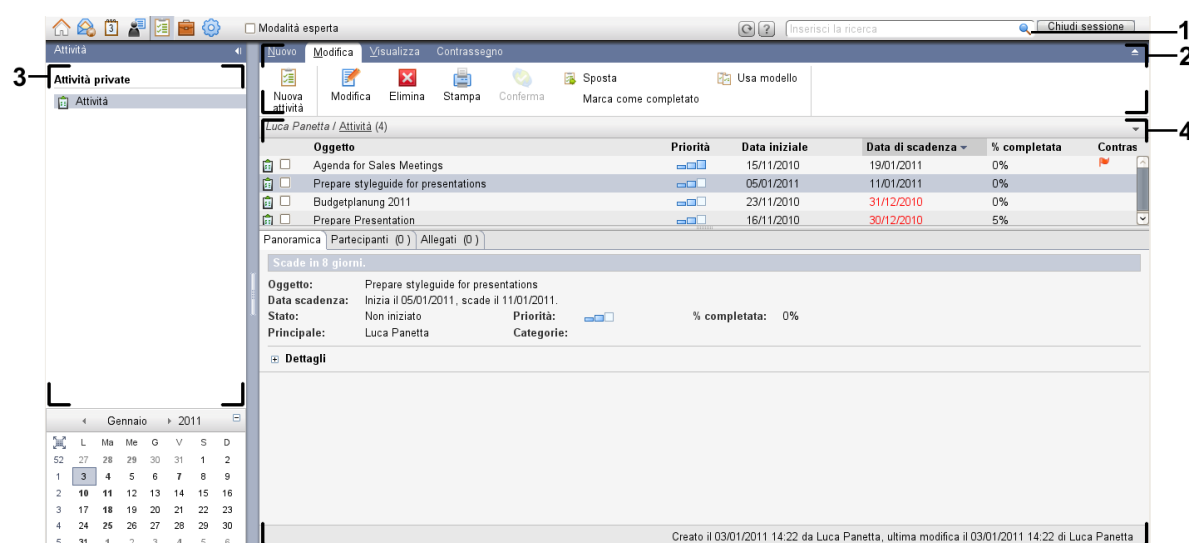 3
Modalità esperta
?
Inserisci la ricerca
Chiudi sessione
1
Attività
Nuovo Modifica Visualizza Contrassegno
2
3
Attività private
Attività
Nuova attività
Modifica
Elimina
Stampa
Conferma
Sposta
Marca come completato
Usa modello
Luca Panetta / Attività (4)
4
Oggetto Priorità Data iniziale Data di scadenza % completata Contras
Agenda for Sales Meetings 15/11/2010 19/01/2011 0%
Prepare styleguide for presentations 05/01/2011 11/01/2011 0%
Budgetplanung 2011 23/11/2010 31/12/2010 0%
Prepare Presentation 16/11/2010 30/12/2010 5%
Panoramica Partecipanti (0) Allegati (0)
Scade in 8 giorni.
Oggetto: Prepare styleguide for presentations
Data scadenza: Inizia il 05/01/2011, scade il 11/01/2011.
Stato: Non iniziato Priorità: % completata: 0%
Principale: Luca Panetta Categorie:
Dettagli
Gennaio 2011
L Ma Me G V S D
52 27 28 29 30 31 1 2
1 3 4 5 6 7 8 9
2 10 11 12 13 14 15 16
3 17 18 19 20 21 22 23
4 24 25 26 27 28 29 30
5 31 1 2 3 4 5 6
Creato il 03/01/2011 14:22 da Luca Panetta, ultima modifica il 03/01/2011 14:22 di Luca Panetta